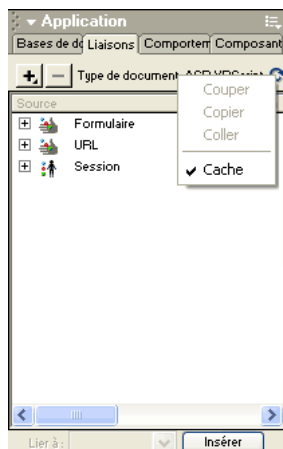 Application
Bases de do Liaisons Comportem Composant
Type de document: ASP VBScript
Couper
Copier
Coller
Cache
Source
Formulaire
URL
Session
Lier à : Insérer